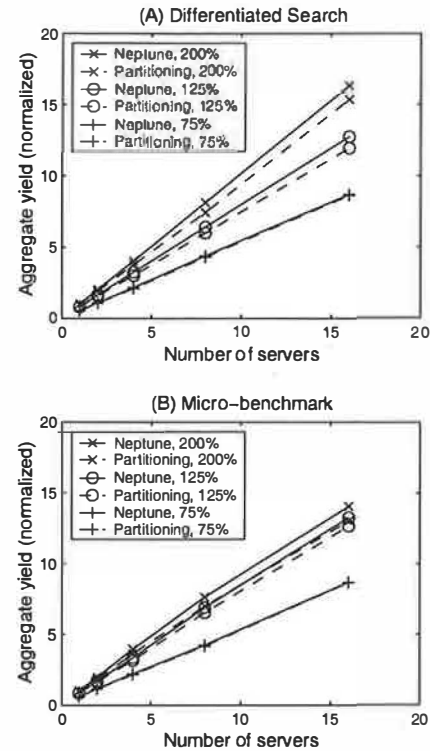 (A) Differentiated Search
20
15
10
5
0
Aggregate yield (normalized)
Neptune, 200%
Partitioning, 200%
Neptune, 125%
Partitioning, 125%
Neptune, 75%
Partitioning, 75%
0 5 10 15 20
Number of servers
(B) Micro-benchmark
20
15
10
5
0
Aggregate yield (normalized)
Neptune, 200%
Partitioning, 200%
Neptune, 125%
Partitioning, 125%
Neptune, 75%
Partitioning, 75%
0 5 10 15 20
Number of servers